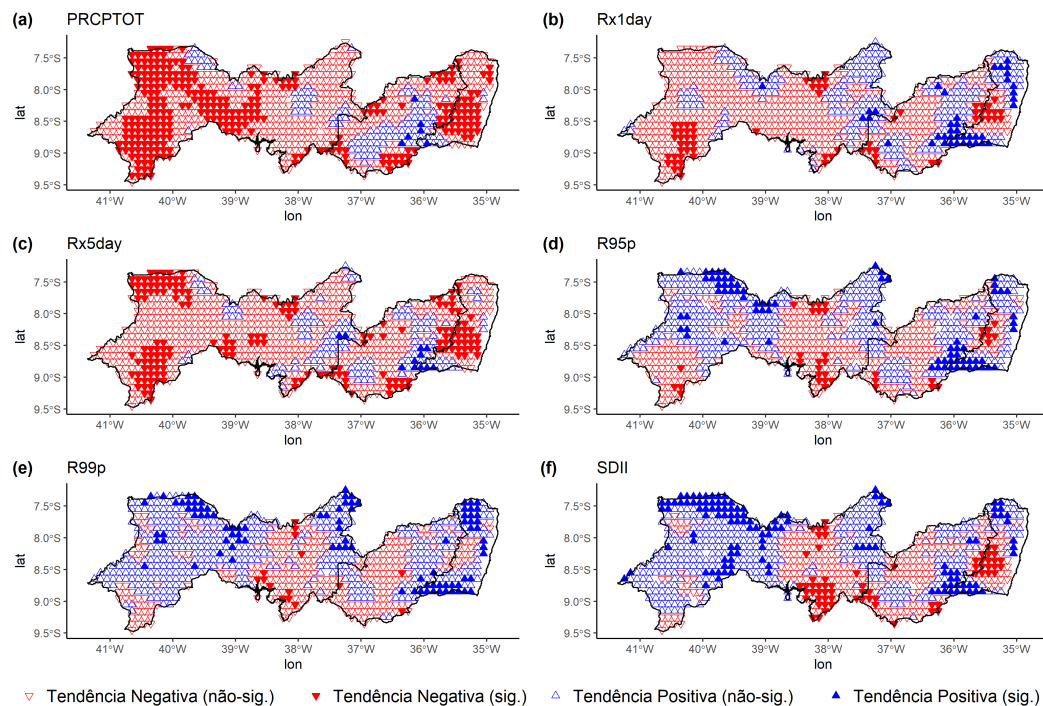 (a) PRCPTOT
(b) Rx1day
lat
7.5°S
8.0°S
8.5°S
9.0°S
9.5°S
41°W 40°W 39°W 38°W 37°W 36°W 35°W
lon
lat
7.5°S
8.0°S
8.5°S
9.0°S
9.5°S
41°W 40°W 39°W 38°W 37°W 36°W 35°W
lon
(c) Rx5day
(d) R95p
lat
7.5°S
8.0°S
8.5°S
9.0°S
9.5°S
41°W 40°W 39°W 38°W 37°W 36°W 35°W
lon
lat
7.5°S
8.0°S
8.5°S
9.0°S
9.5°S
41°W 40°W 39°W 38°W 37°W 36°W 35°W
lon
(e) R99p
(f) SDII
lat
7.5°S
8.0°S
8.5°S
9.0°S
9.5°S
41°W 40°W 39°W 38°W 37°W 36°W 35°W
lon
lat
7.5°S
8.0°S
8.5°S
9.0°S
9.5°S
41°W 40°W 39°W 38°W 37°W 36°W 35°W
lon
Tendência Negativa (não-sig.) Tendência Negativa (sig.) Tendência Positiva (não-sig.) Tendência Positiva (sig.)